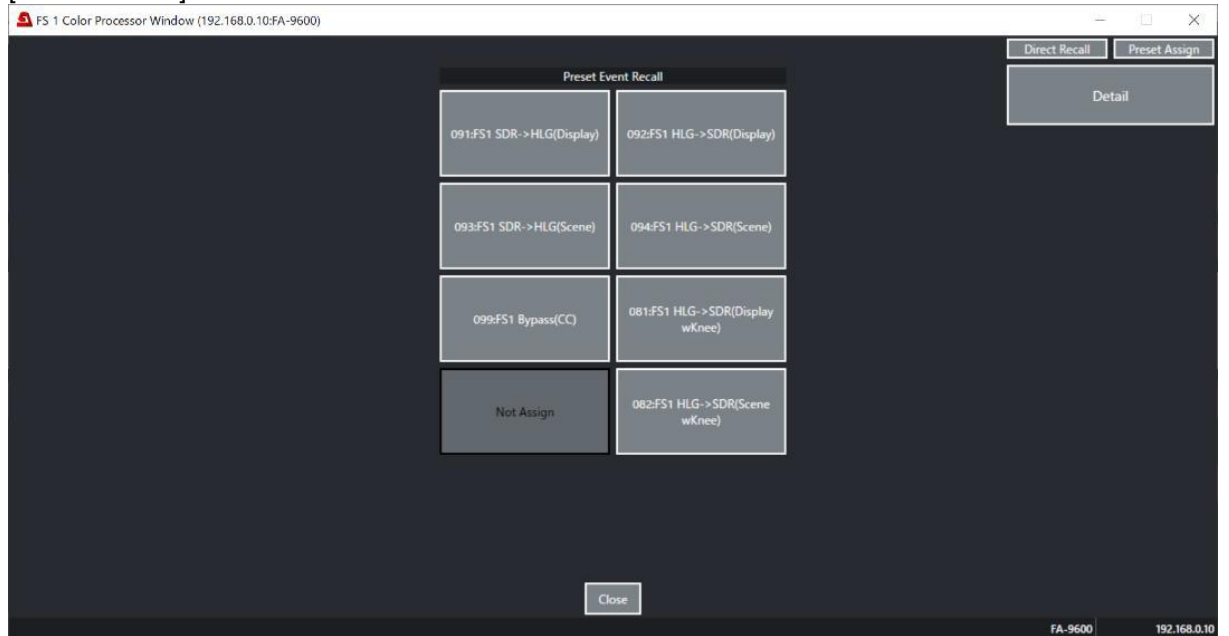 FS 1 Color Processor Window (192.168.0.10:FA-9600)
Direct Recall
Preset Assign
Preset Event Recall
Detail
091:FS1 SDR->HLG(Display)
092:FS1 HLG->SDR(Display)
093:FS1 SDR->HLG(Scene)
094:FS1 HLG->SDR(Scene)
099:FS1 Bypass(CC)
081:FS1 HLG->SDR(Display
wKnee)
Not Assign
082:FS1 HLG->SDR(Scene
wKnee)
Close
FA-9600
192.168.0.10